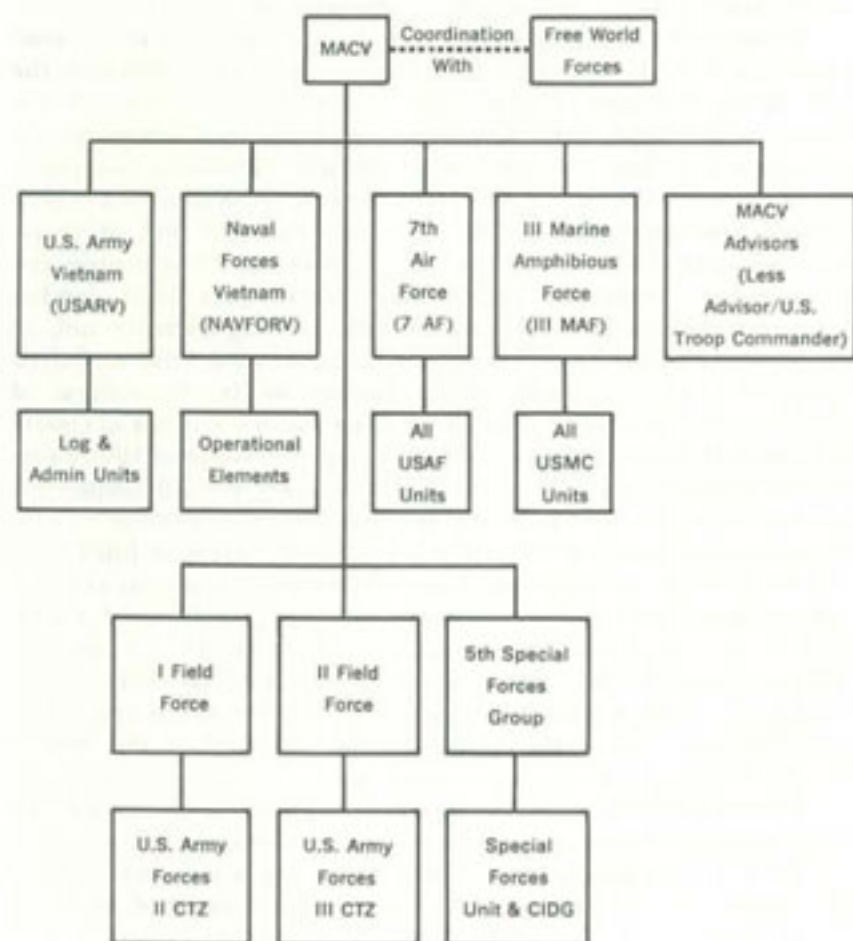 MACV
Coordination
With
Free World
Forces
U.S. Army
Vietnam
(USARV)
Naval
Forces
Vietnam
(NAVFORV)
7th
Air
Force
(7 AF)
III Marine
Amphibious
Force
(III MAF)
MACV
Advisors
(Less
Advisor/U.S.
Troop Commander)
Log &
Admin Units
Operational
Elements
All
USAF
Units
All
USMC
Units
I Field
Force
II Field
Force
5th Special
Forces
Group
U.S. Army
Forces
II CTZ
U.S. Army
Forces
III CTZ
Special
Forces
Unit & CIDG